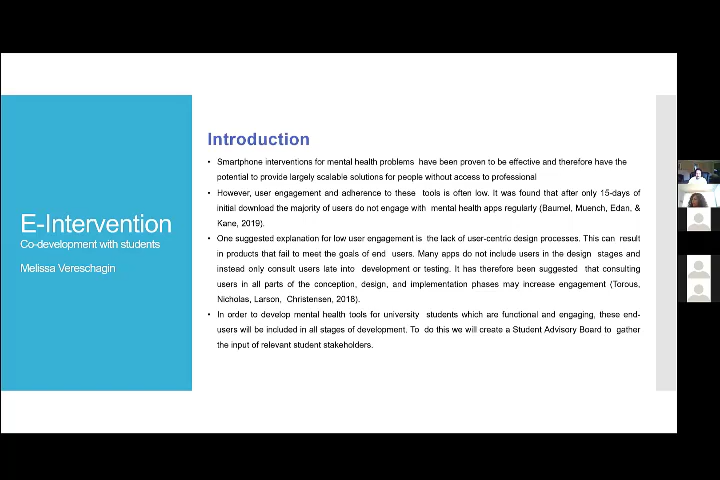 E-Intervention
Co-development with students
Melissa Vereschagin
Introduction
• Smartphone interventions for mental health problems have been proven to be effective and therefore have the
potential to provide largely scalable solutions for people without access to professional
• However, user engagement and adherence to these tools is often low. It was found that after only 15-days of
initial download the majority of users do not engage with mental health apps regularly (Baumel, Muench, Edan, &
Kane, 2019).
• One suggested explanation for low user engagement is the lack of user-centric design processes. This can result
in products that fail to meet the goals of end users. Many apps do not include users in the design stages and
instead only consult users late into development or testing. It has therefore been suggested that consulting
users in all parts of the conception, design, and implementation phases may increase engagement (Torous,
Nicholas, Larson, Christensen, 2018).
• In order to develop mental health tools for university students which are functional and engaging, these end-
users will be included in all stages of development. To do this we will create a Student Advisory Board to gather
the input of relevant student stakeholders.